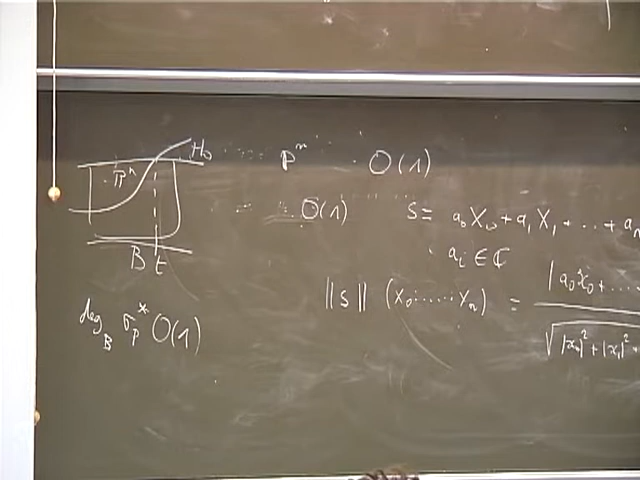 H₀ ℙⁿ O(1)
ℙⁿ
O(1) s = a₀X₀ + a₁X₁ + ... + aₙ
B t aᵢ ∈ ℂ
‖s‖ (x₀.....xₙ) = |a₀x₀+....
√|x₀|²+|x₁|²+
deg_B σ_P^* O(1)